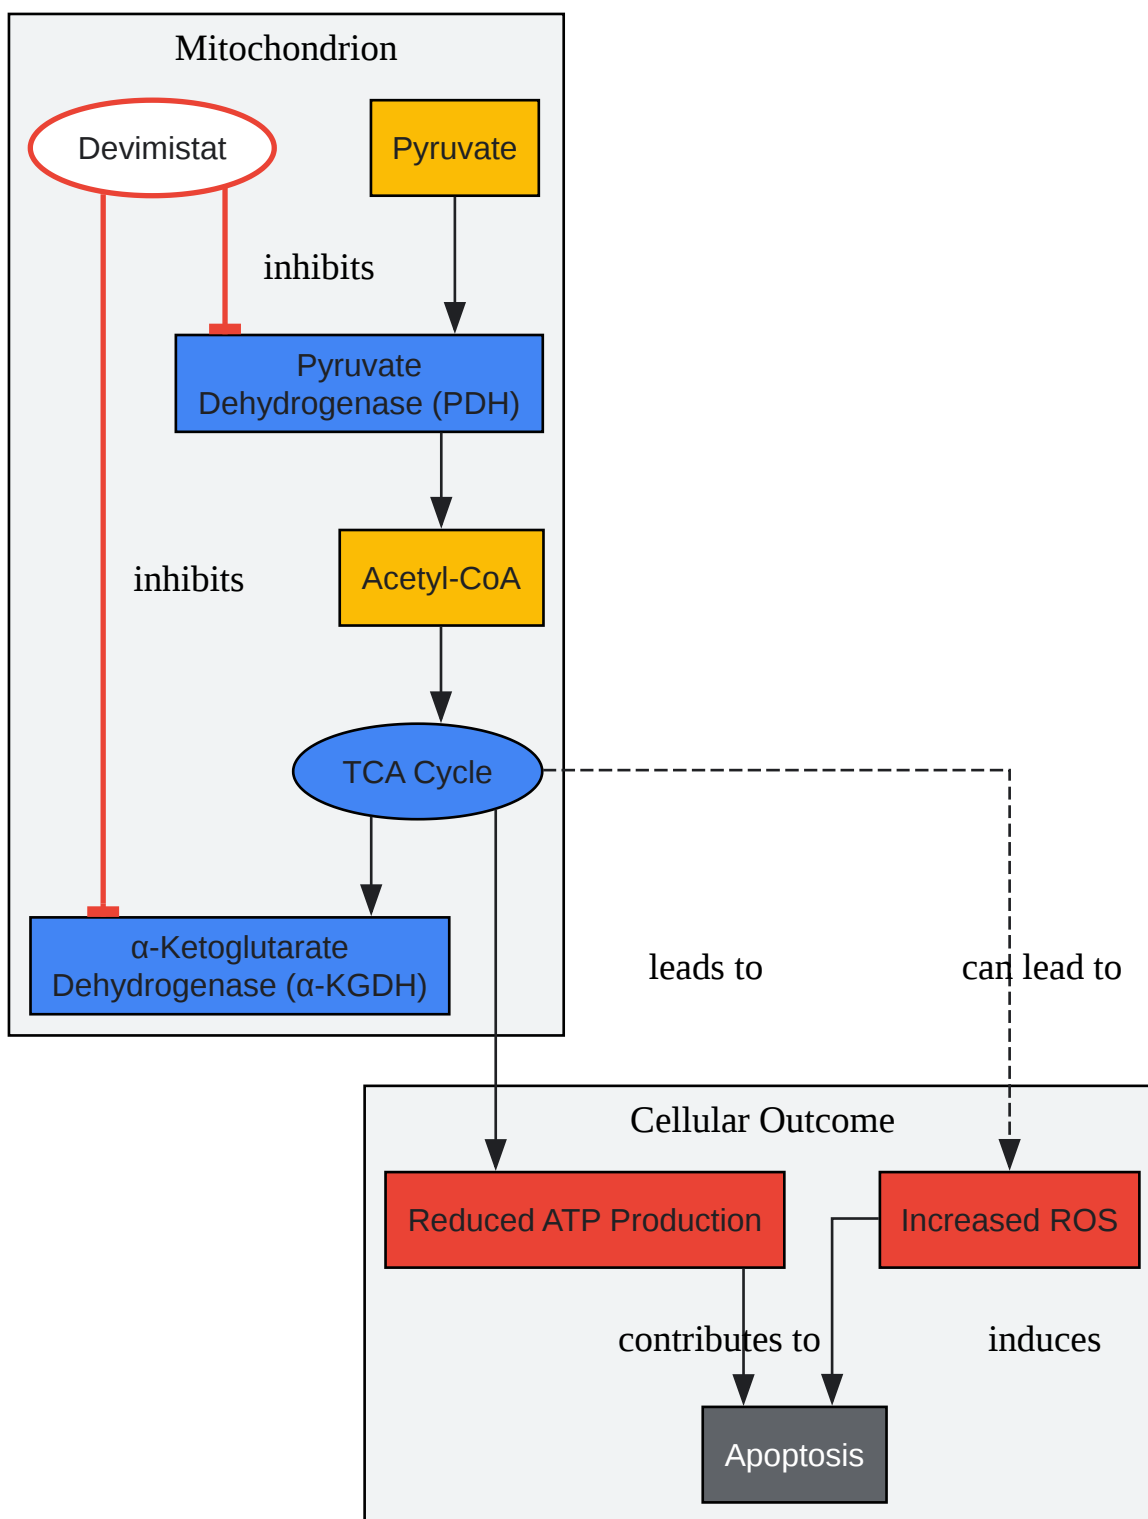 Mitochondrion
Devimistat
Pyruvate
inhibits
Pyruvate
Dehydrogenase (PDH)
inhibits
Acetyl-CoA
TCA Cycle
α-Ketoglutarate
Dehydrogenase (α-KGDH)
leads to
can lead to
Cellular Outcome
Reduced ATP Production
Increased ROS
contributes to
induces
Apoptosis